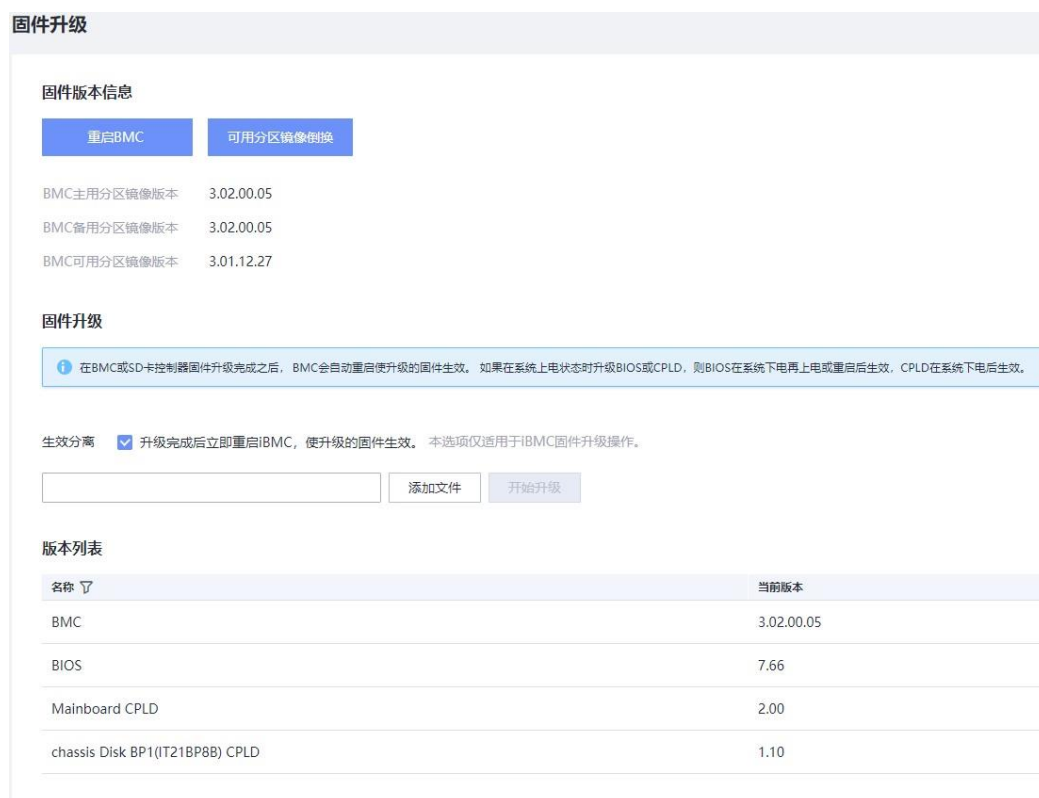 固件升级
固件版本信息
重启BMC 可用分区镜像倒换
BMC主用分区镜像版本 3.02.00.05
BMC备用分区镜像版本 3.02.00.05
BMC可用分区镜像版本 3.01.12.27
固件升级
在BMC或SD卡控制器固件升级完成之后, BMC会自动重启使升级的固件生效。 如果在系统上电状态时升级BIOS或CPLD, 则BIOS在系统下电再上电或重启后生效, CPLD在系统下电后生效。
生效分离 升级完成后立即重启iBMC, 使升级的固件生效。 本选项仅适用于iBMC固件升级操作。
添加文件 开始升级
版本列表
名称 当前版本
BMC 3.02.00.05
BIOS 7.66
Mainboard CPLD 2.00
chassis Disk BP1(IT21BP8B) CPLD 1.10